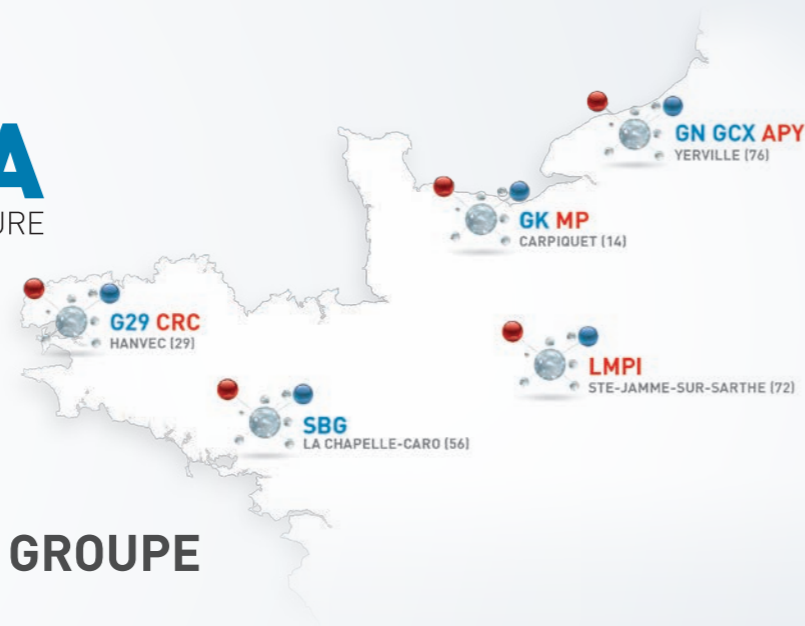 A
URE
GN GCX APY
YERVILLE (76)
GK MP
CARPIQUET (14)
G29 CRC
HANVEC (29)
LMPI
STE-JAMME-SUR-SARTHE (72)
SBG
LA CHAPELLE-CARO (56)
GROUPE